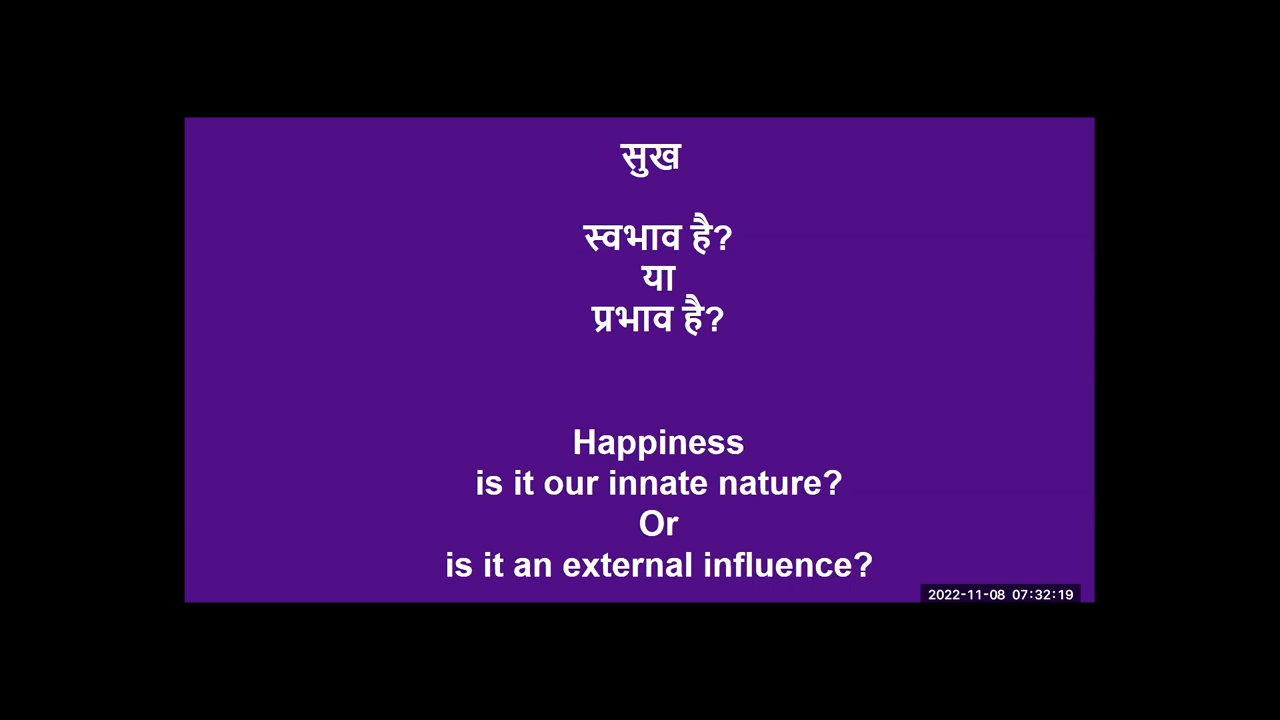 सुख
स्वभाव है?
या
प्रभाव है?
Happiness
is it our innate nature?
Or
is it an external influence?
2022-11-08 07:32:19